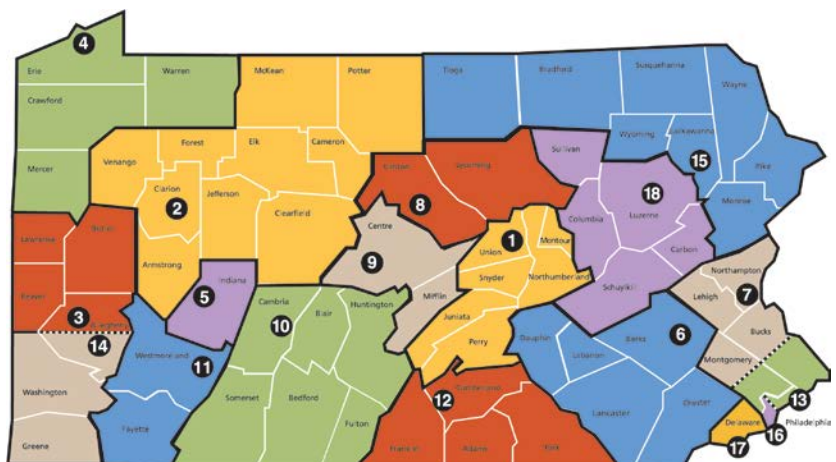 4
Erie
Warren
McKean
Potter
Tioga
Bradford
Susquehanna
Wayne
Crawford
Forest
Elk
Cameron
Wyoming
Lackawanna
Venango
Sullivan
15
Mercer
Clarion
Clinton
Lycoming
Pike
2
Jefferson
8
18
Clearfield
Centre
Columbia
Luzerne
Monroe
Lawrence
Butler
1
Montour
Union
9
Carbon
Armstrong
Indiana
Snyder
Northumberland
Northampton
Beaver
5
Cambria
Huntington
Mifflin
Schuylkill
Lehigh
7
3
Allegheny
10
Blair
Juniata
6
14
Westmoreland
Perry
Dauphin
Berks
Bucks
11
Lebanon
Montgomery
Washington
Cumberland
12
Somerset
Bedford
Chester
13
Fayette
Fulton
Lancaster
Delaware
Philadelphia
Greene
Franklin
Adams
York
17
16